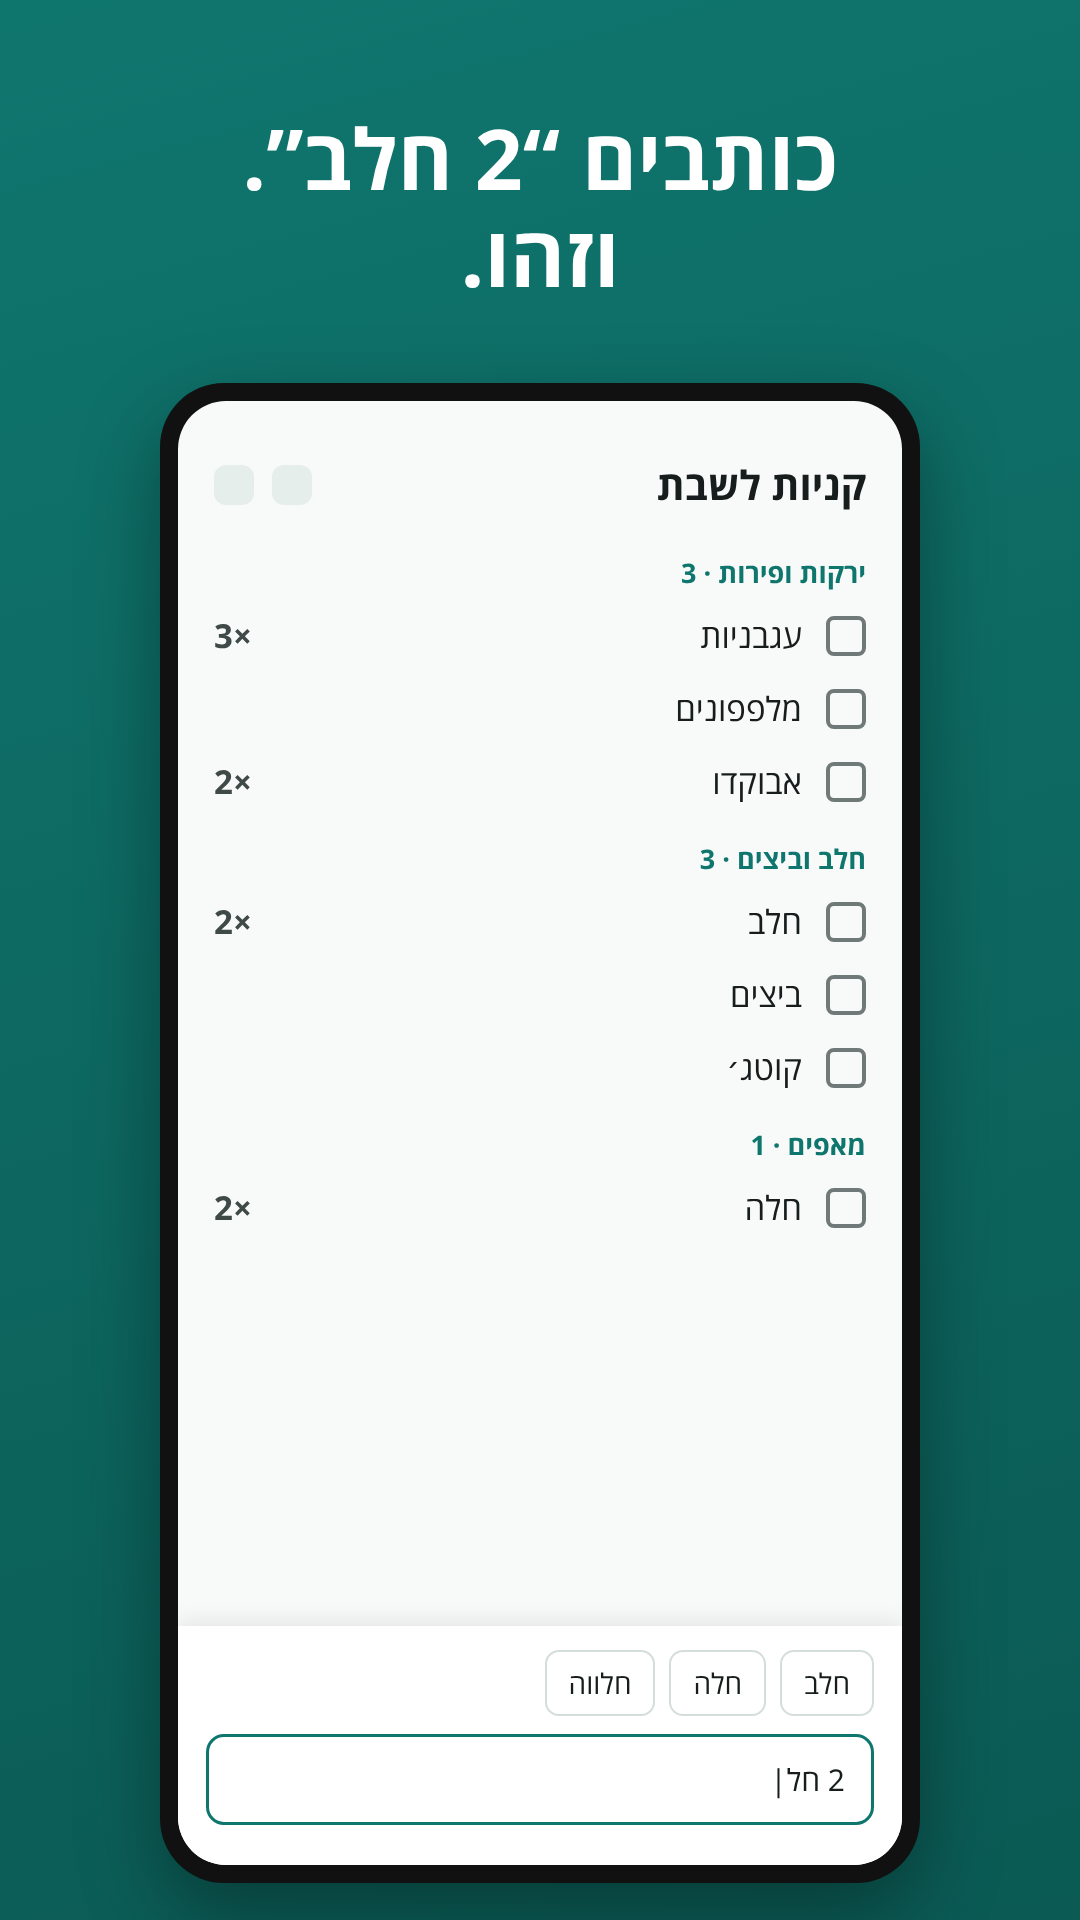 כותבים “2 חלב”.
וזהו.
קניות לשבת
ירקות ופירות · 3
עגבניות ×3
מלפפונים
אבוקדו ×2
חלב וביצים · 3
חלב ×2
ביצים
קוטג׳
מאפים · 1
חלה ×2
חלב חלה חלווה
2 חל|